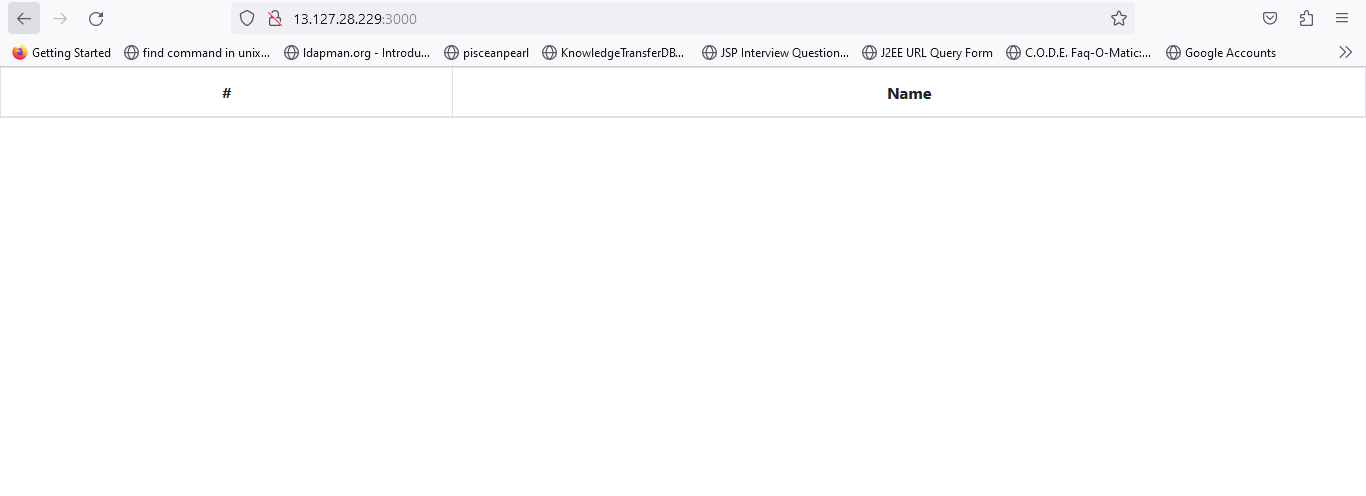 13.127.28.229:3000
Getting Started find command in unix... ldapman.org - Introdu... pisceanpearl KnowledgeTransferDB... JSP Interview Question... J2EE URL Query Form C.O.D.E. Faq-O-Matic:... Google Accounts
# Name